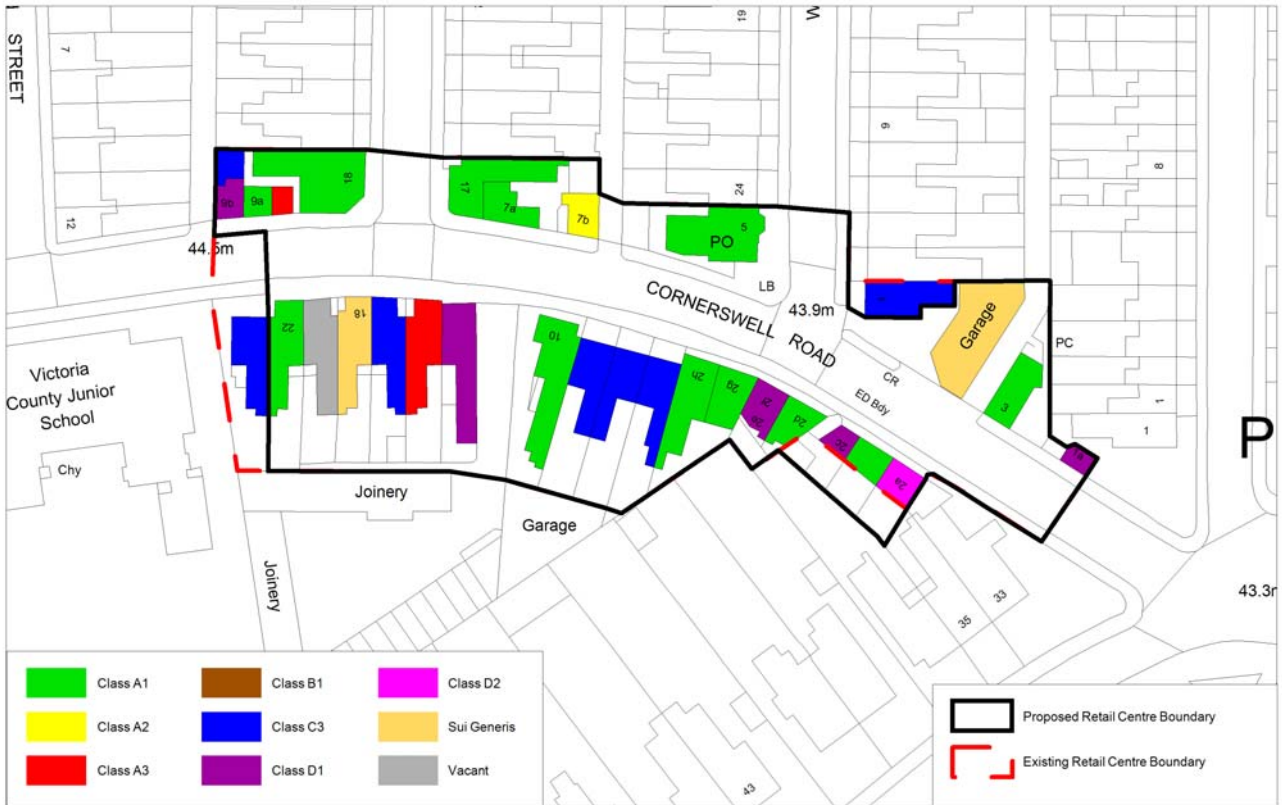 STREET
7
12
61
W
9
8
1
1
24
18
17
9b
9a
7a
7b
5
PO
LB
44.5m
CORNERSWELL ROAD
43.9m
Garage
CR
ED Bdy
PC
3
1a
P
22
18
10
2h
2g
2f
2e
2d
2c
2a
Victoria
County Junior
School
Chy
Joinery
Joinery
Garage
33
35
43
Class A1
Class A2
Class A3
Class B1
Class C3
Class D1
Class D2
Sui Generis
Vacant
Proposed Retail Centre Boundary
Existing Retail Centre Boundary